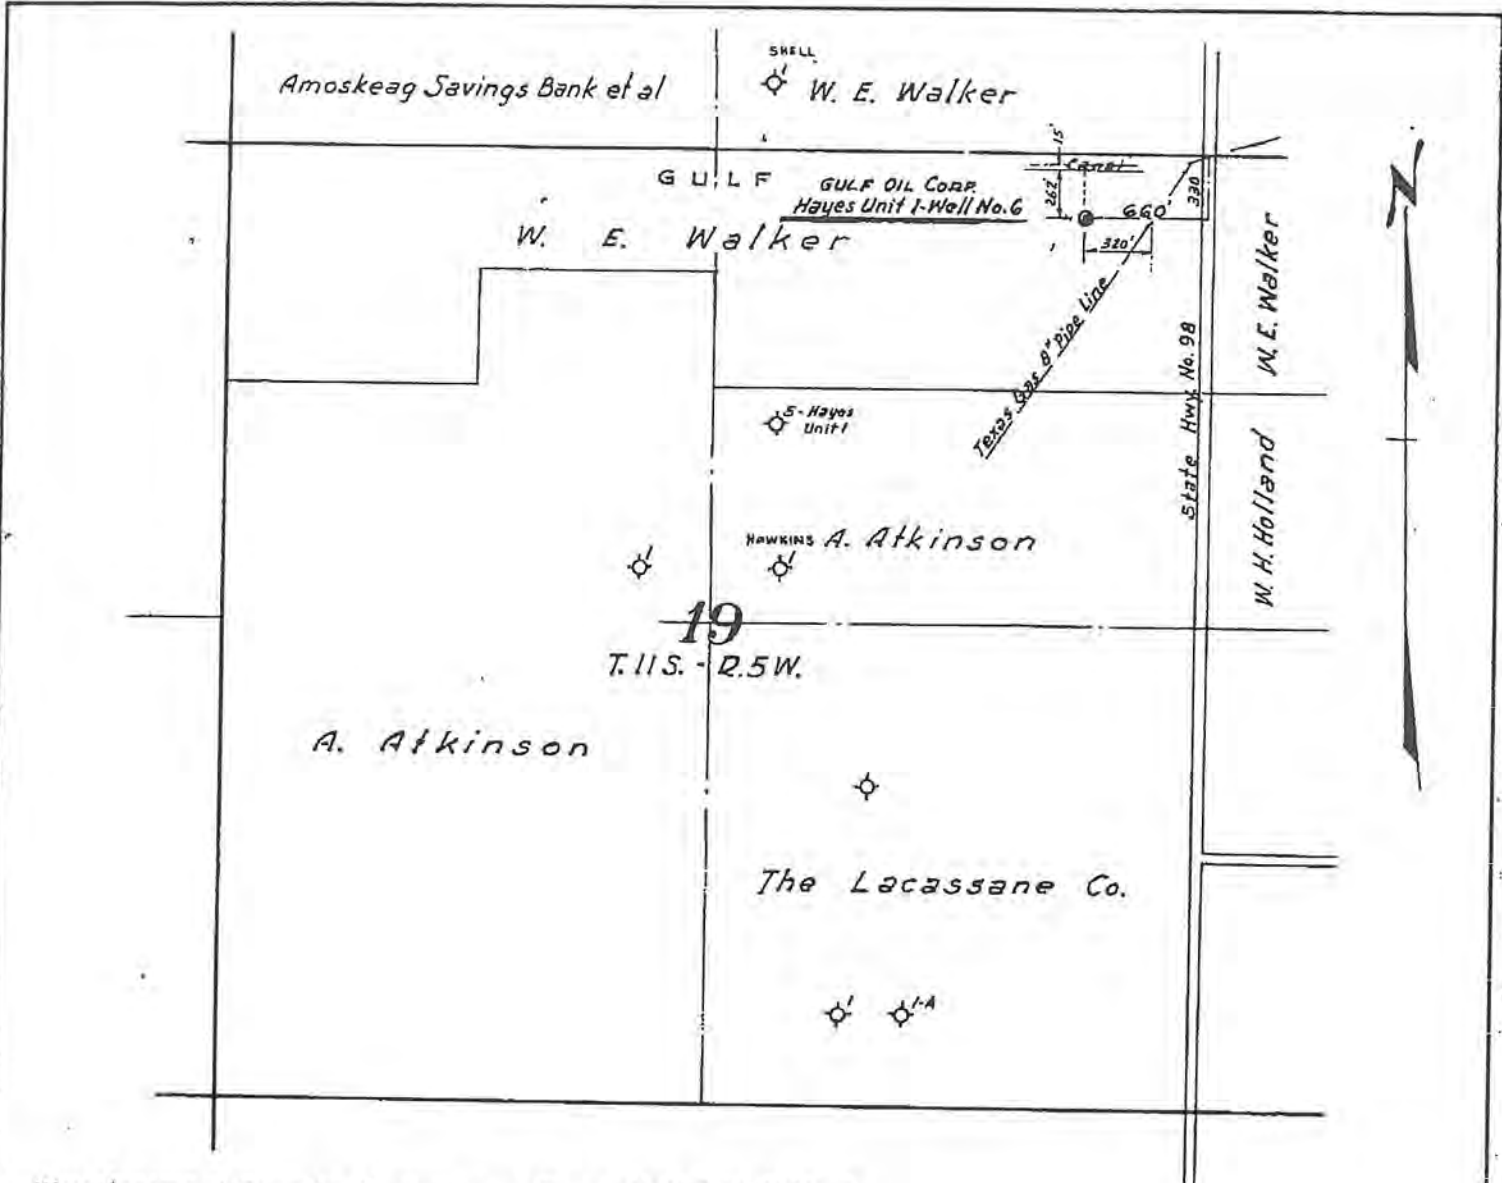 SHELL
1
Amoskeag Savings Bank et al
W. E. Walker
15'
Canal
GULF
GULF OIL CORP.
Hayes Unit 1-Well No. 6
262'
660'
330
320'
W. E. Walker
W.E. Walker
Texas Gas 8" Pipe Line
State Hwy. No. 98
5-Hayes
Unit 1
W. H. Holland
HAWKINS A. Atkinson
1
1
19
T. 11 S. - R. 5 W.
A. Atkinson
The Lacassane Co.
1
1-A
N